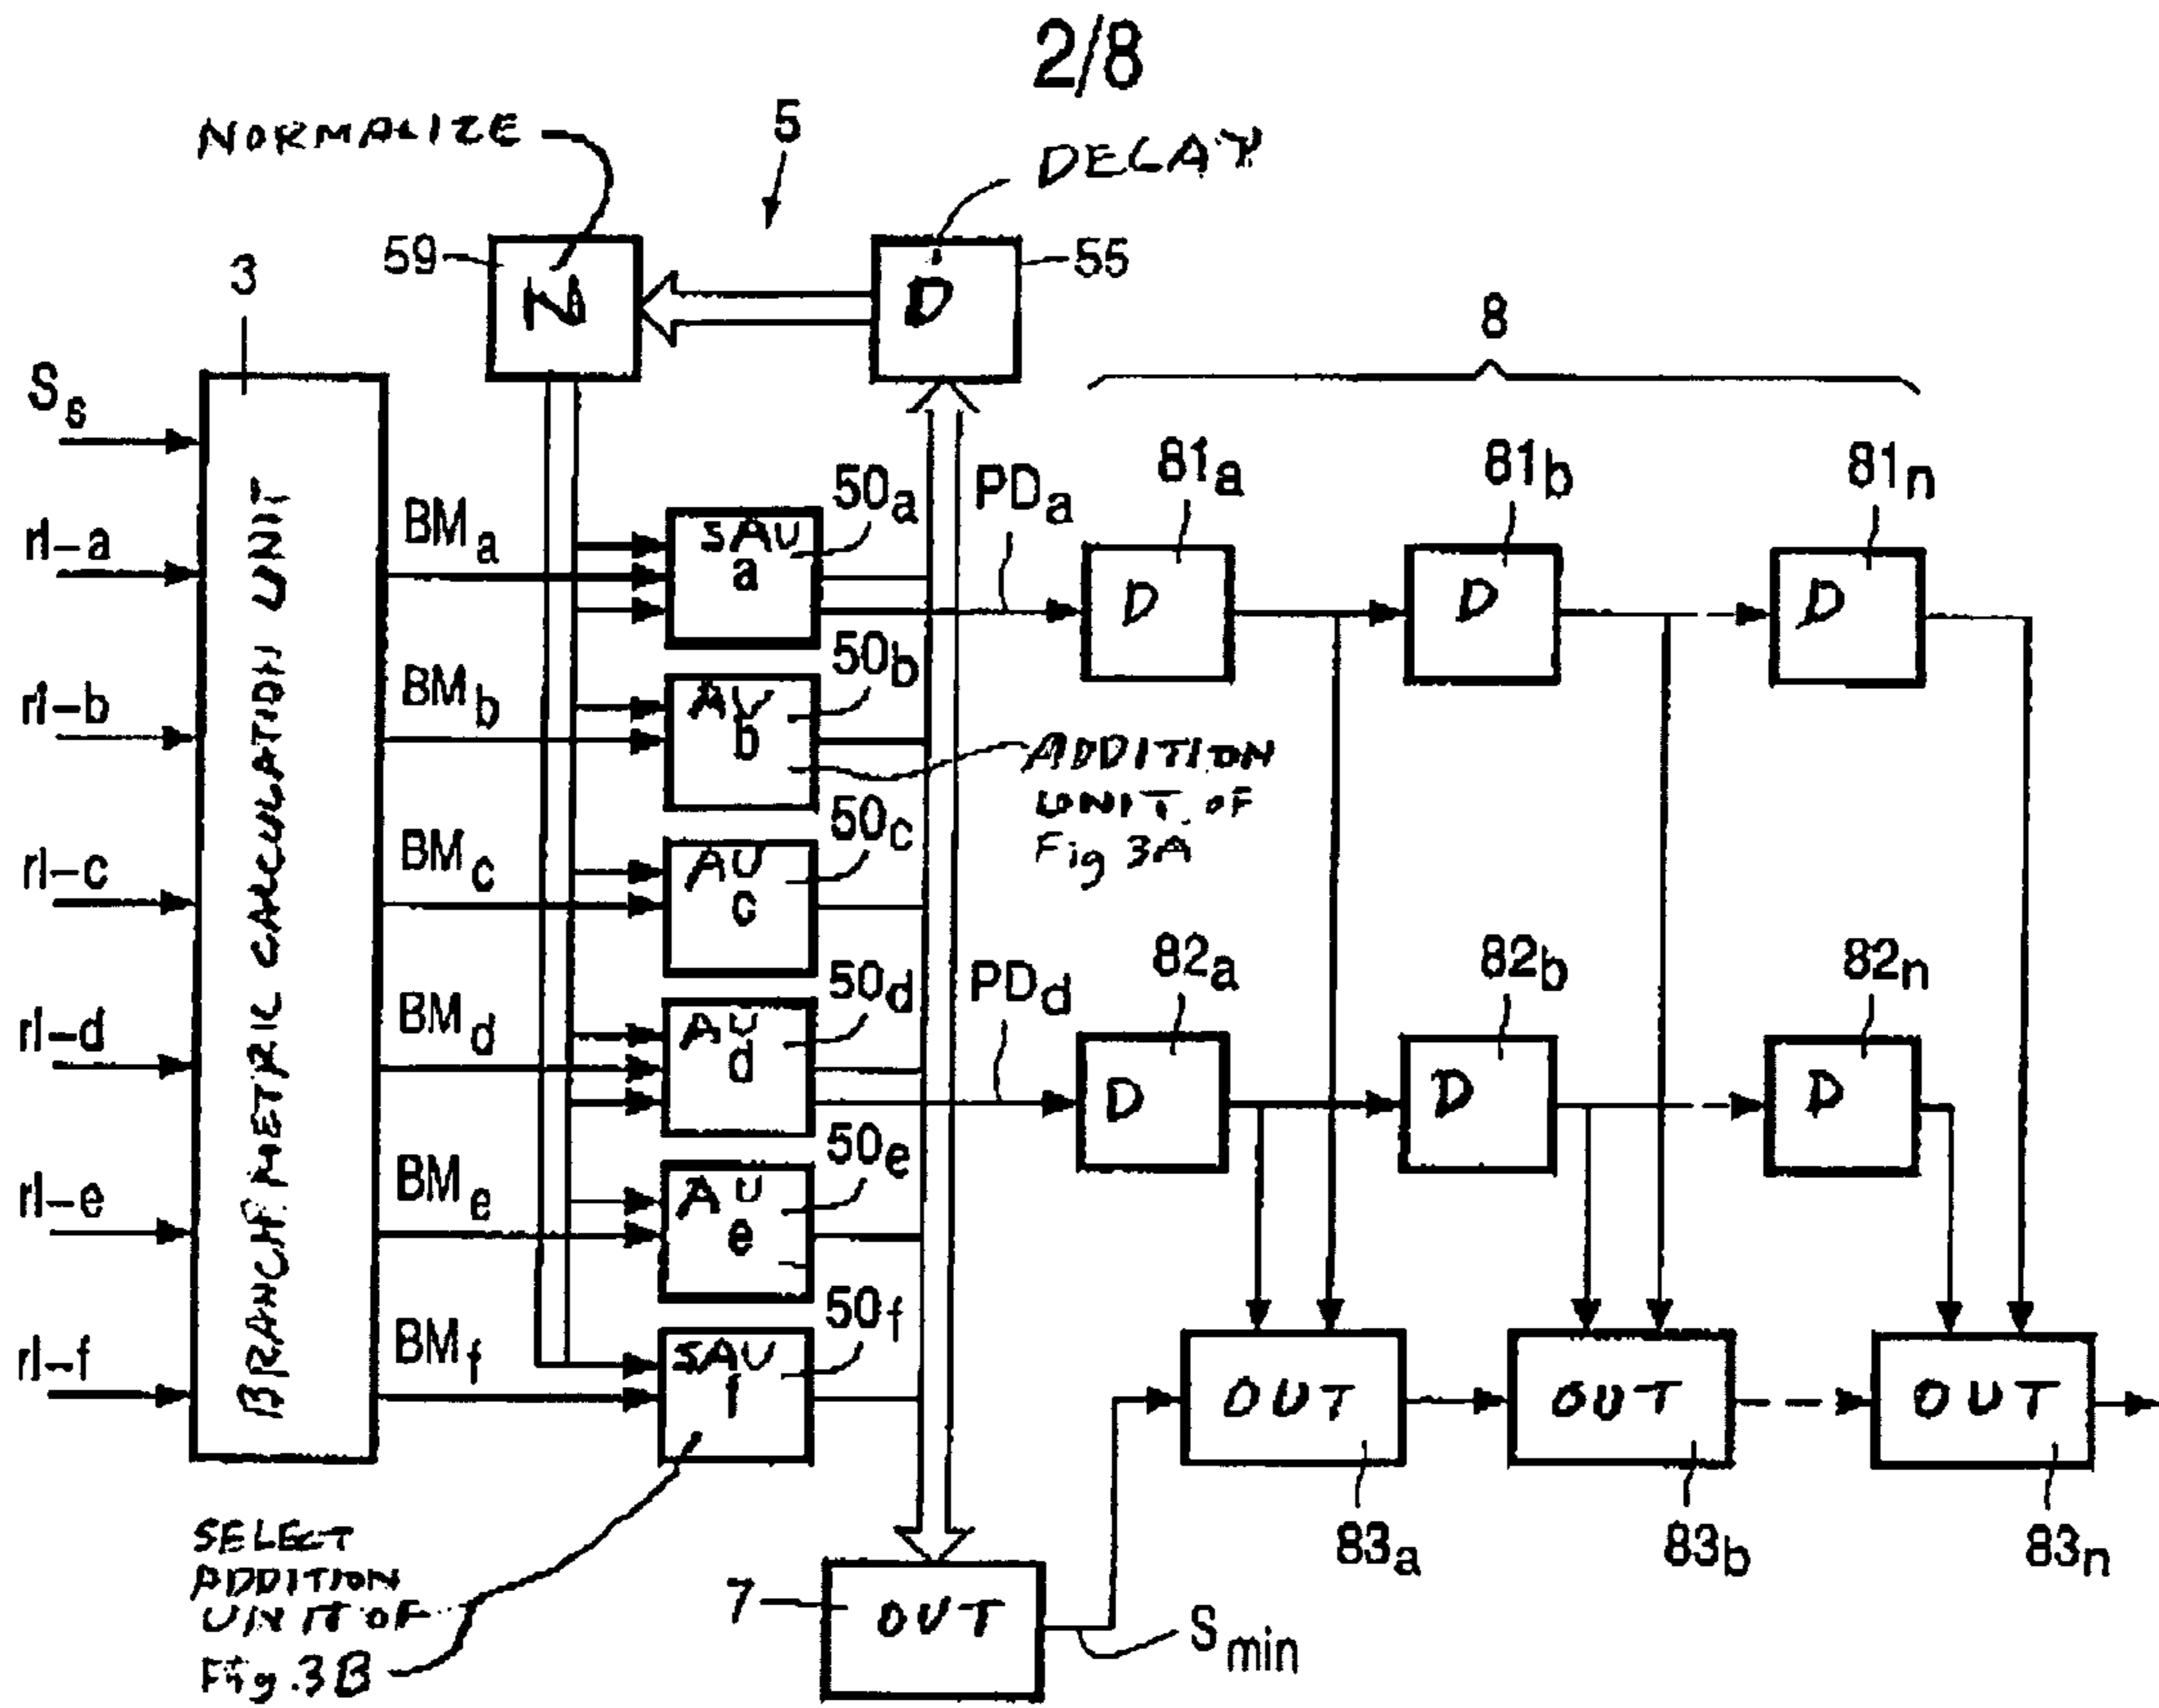 2/8
NORMALIZE
5
DELAY
59
N
D
55
3
8
Ss
rl-a
rl-b
rl-c
rl-d
rl-e
rl-f
BRANCH METRIC CALCULATION UNIT
BMa
BMb
BMc
BMd
BMe
BMf
SAU
a
50a
AU
b
50b
AU
c
50c
AU
d
50d
AU
e
50e
SAU
f
50f
ADDITION
UNIT OF
Fig 3A
PDa
81a
81b
81n
D
D
D
PDd
82a
82b
82n
D
D
D
OUT
OUT
OUT
83a
83b
83n
SELECT
ADDITION
UNIT OF
Fig. 3B
7
OUT
Smin